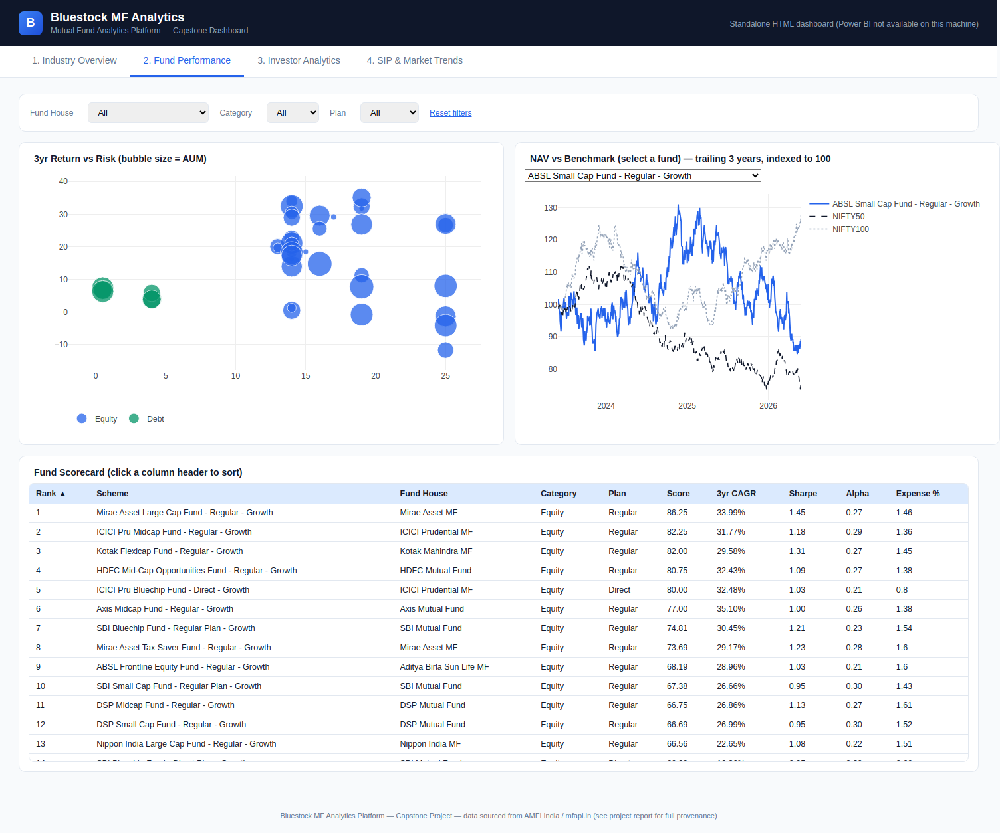 B
Bluestock MF Analytics
Mutual Fund Analytics Platform — Capstone Dashboard
Standalone HTML dashboard (Power BI not available on this machine)
1. Industry Overview 2. Fund Performance 3. Investor Analytics 4. SIP & Market Trends
Fund House All Category All Plan All Reset filters
3yr Return vs Risk (bubble size = AUM)
40
30
20
10
0
−10
0 5 10 15 20 25
Equity Debt
NAV vs Benchmark (select a fund) — trailing 3 years, indexed to 100
ABSL Small Cap Fund - Regular - Growth
130
120
110
100
90
80
2024 2025 2026
ABSL Small Cap Fund - Regular - Growth
NIFTY50
NIFTY100
Fund Scorecard (click a column header to sort)
Rank ▲ Scheme Fund House Category Plan Score 3yr CAGR Sharpe Alpha Expense %
1 Mirae Asset Large Cap Fund - Regular - Growth Mirae Asset MF Equity Regular 86.25 33.99% 1.45 0.27 1.46
2 ICICI Pru Midcap Fund - Regular - Growth ICICI Prudential MF Equity Regular 82.25 31.77% 1.18 0.29 1.36
3 Kotak Flexicap Fund - Regular - Growth Kotak Mahindra MF Equity Regular 82.00 29.58% 1.31 0.27 1.45
4 HDFC Mid-Cap Opportunities Fund - Regular - Growth HDFC Mutual Fund Equity Regular 80.75 32.43% 1.09 0.27 1.38
5 ICICI Pru Bluechip Fund - Direct - Growth ICICI Prudential MF Equity Direct 80.00 32.48% 1.03 0.21 0.8
6 Axis Midcap Fund - Regular - Growth Axis Mutual Fund Equity Regular 77.00 35.10% 1.00 0.26 1.38
7 SBI Bluechip Fund - Regular Plan - Growth SBI Mutual Fund Equity Regular 74.81 30.45% 1.21 0.23 1.54
8 Mirae Asset Tax Saver Fund - Regular - Growth Mirae Asset MF Equity Regular 73.69 29.17% 1.23 0.28 1.6
9 ABSL Frontline Equity Fund - Regular - Growth Aditya Birla Sun Life MF Equity Regular 68.19 28.96% 1.03 0.21 1.6
10 SBI Small Cap Fund - Regular Plan - Growth SBI Mutual Fund Equity Regular 67.38 26.66% 0.95 0.30 1.43
11 DSP Midcap Fund - Regular - Growth DSP Mutual Fund Equity Regular 66.75 26.86% 1.13 0.27 1.61
12 DSP Small Cap Fund - Regular - Growth DSP Mutual Fund Equity Regular 66.69 26.99% 0.95 0.30 1.52
13 Nippon India Large Cap Fund - Regular - Growth Nippon India MF Equity Regular 66.56 22.65% 1.08 0.22 1.51
Bluestock MF Analytics Platform — Capstone Project — data sourced from AMFI India / mfapi.in (see project report for full provenance)